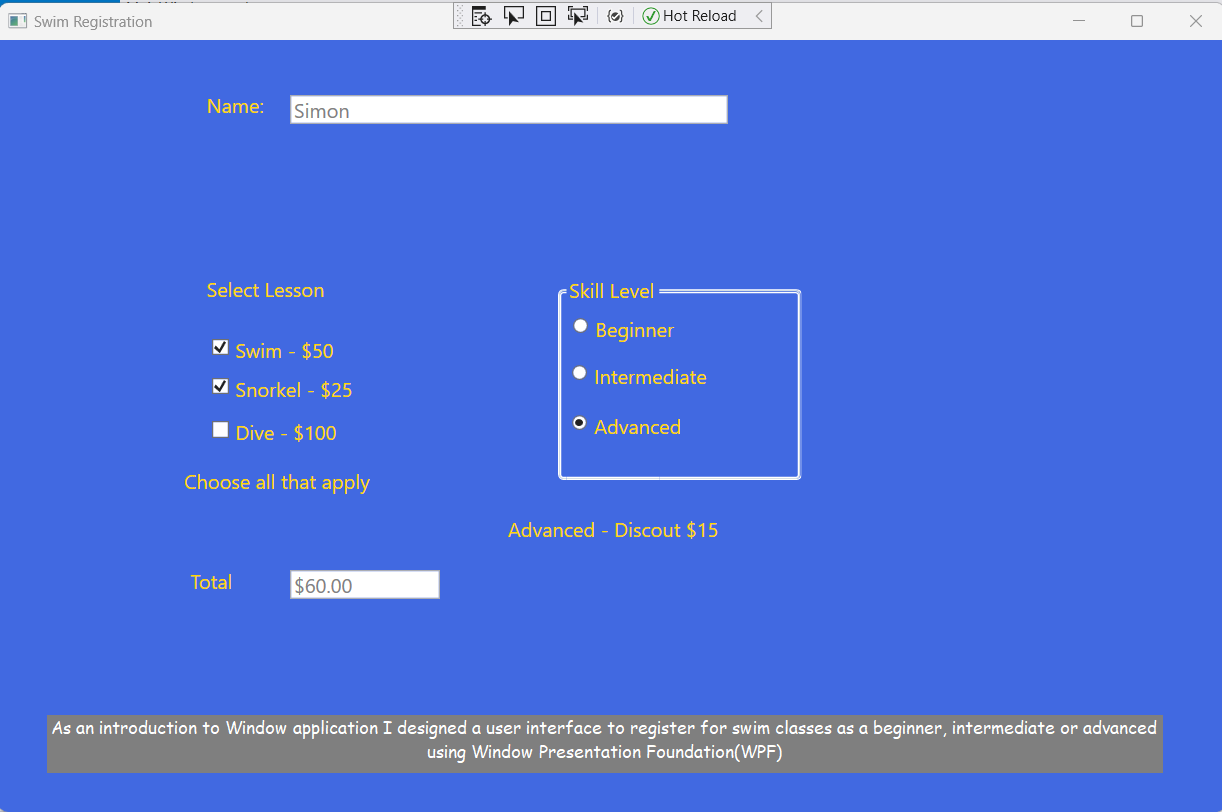 Swim Registration
Hot Reload
Name:
Simon
Select Lesson
Skill Level
Swim - $50
Snorkel - $25
Dive - $100
Choose all that apply
Beginner
Intermediate
Advanced
Advanced - Discout $15
Total
$60.00
As an introduction to Window application I designed a user interface to register for swim classes as a beginner, intermediate or advanced
using Window Presentation Foundation(WPF)